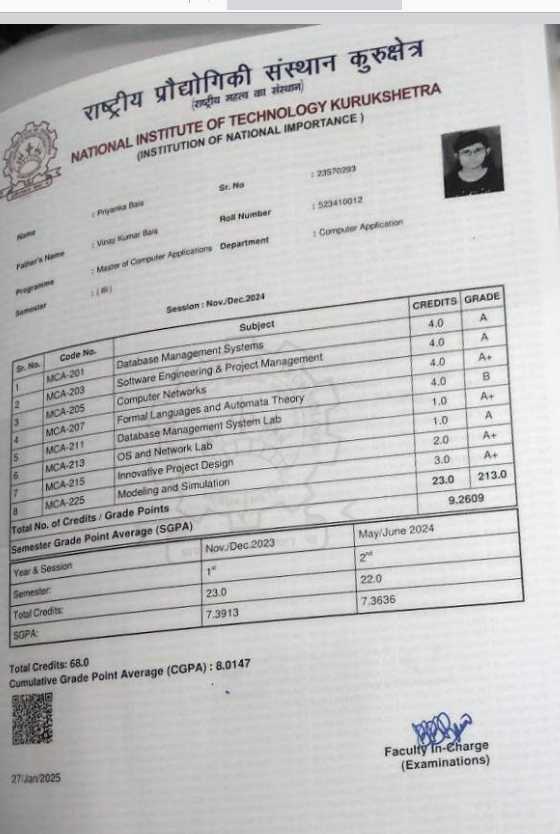 राष्ट्रीय प्रौद्योगिकी संस्थान कुरुक्षेत्र
(राष्ट्रीय महत्व का संस्थान)
NATIONAL INSTITUTE OF TECHNOLOGY KURUKSHETRA
(INSTITUTION OF NATIONAL IMPORTANCE )
Sr. No : 23570293
Name : Priyanka Bais
Roll Number : 523410012
Father's Name : Vinay Kumar Bais
Department : Computer Application
Programme : Master of Computer Applications
Semester : ( III )
Session : Nov./Dec.2024
Sr. No. Code No. Subject CREDITS GRADE
1 MCA-201 Database Management Systems 4.0 A
2 MCA-203 Software Engineering & Project Management 4.0 A
3 MCA-205 Computer Networks 4.0 A+
4 MCA-207 Formal Languages and Automata Theory 4.0 B
5 MCA-211 Database Management System Lab 1.0 A+
6 MCA-213 OS and Network Lab 1.0 A
7 MCA-215 Innovative Project Design 2.0 A+
8 MCA-225 Modeling and Simulation 3.0 A+
Total No. of Credits / Grade Points 23.0 213.0
Semester Grade Point Average (SGPA) 9.2609
Year & Session Nov./Dec.2023 May/June 2024
Semester: 1st 2nd
Total Credits: 23.0 22.0
SGPA: 7.3913 7.3636
Total Credits: 68.0
Cumulative Grade Point Average (CGPA) : 8.0147
Faculty In-Charge
(Examinations)
27/Jan/2025